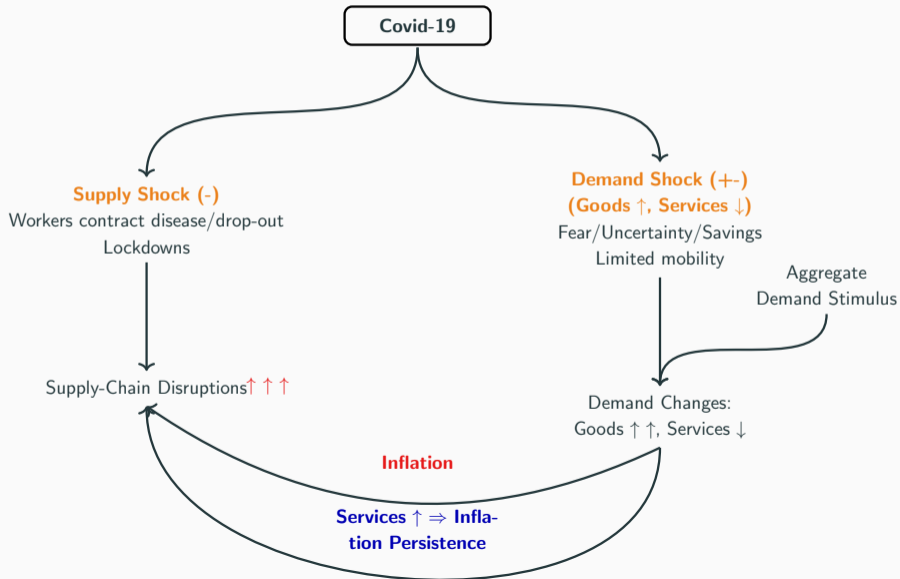 Covid-19
Supply Shock (-)
Workers contract disease/drop-out
Lockdowns
Demand Shock (+-)
(Goods ↑, Services ↓)
Fear/Uncertainty/Savings
Limited mobility
Aggregate
Demand Stimulus
Supply-Chain Disruptions↑ ↑ ↑
Demand Changes:
Goods ↑ ↑, Services ↓
Inflation
Services ↑ ⇒ Infla-
tion Persistence